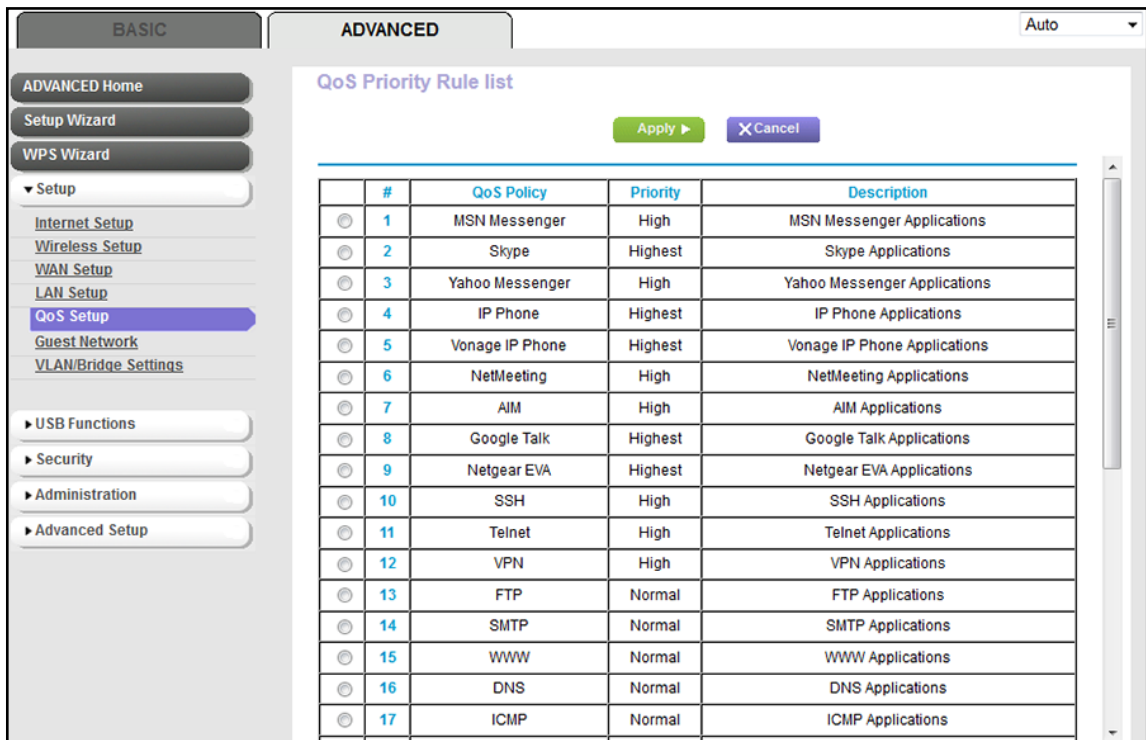 BASIC
ADVANCED
Auto
ADVANCED Home
Setup Wizard
WPS Wizard
Setup
Internet Setup
Wireless Setup
WAN Setup
LAN Setup
QoS Setup
Guest Network
VLAN/Bridge Settings
USB Functions
Security
Administration
Advanced Setup
QoS Priority Rule list
Apply
Cancel
# QoS Policy Priority Description
1 MSN Messenger High MSN Messenger Applications
2 Skype Highest Skype Applications
3 Yahoo Messenger High Yahoo Messenger Applications
4 IP Phone Highest IP Phone Applications
5 Vonage IP Phone Highest Vonage IP Phone Applications
6 NetMeeting High NetMeeting Applications
7 AIM High AIM Applications
8 Google Talk Highest Google Talk Applications
9 Netgear EVA Highest Netgear EVA Applications
10 SSH High SSH Applications
11 Telnet High Telnet Applications
12 VPN High VPN Applications
13 FTP Normal FTP Applications
14 SMTP Normal SMTP Applications
15 WWW Normal WWW Applications
16 DNS Normal DNS Applications
17 ICMP Normal ICMP Applications